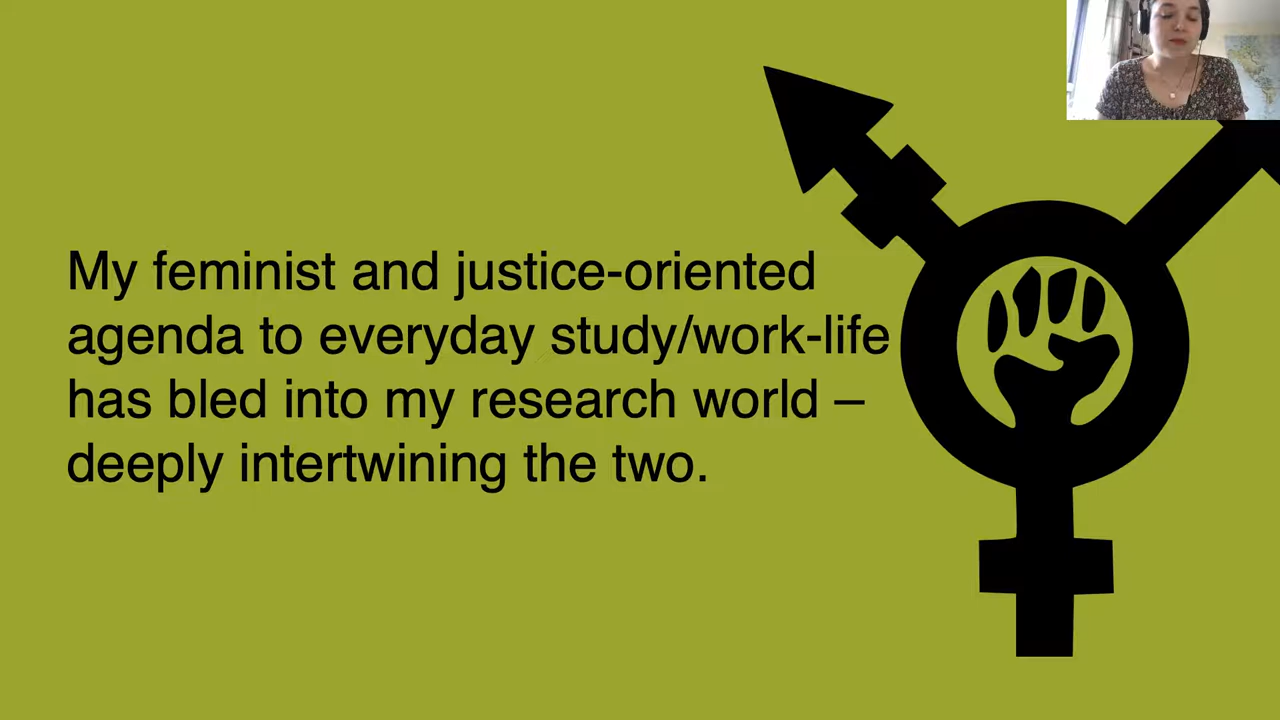 My feminist and justice-oriented
agenda to everyday study/work-life
has bled into my research world –
deeply intertwining the two.